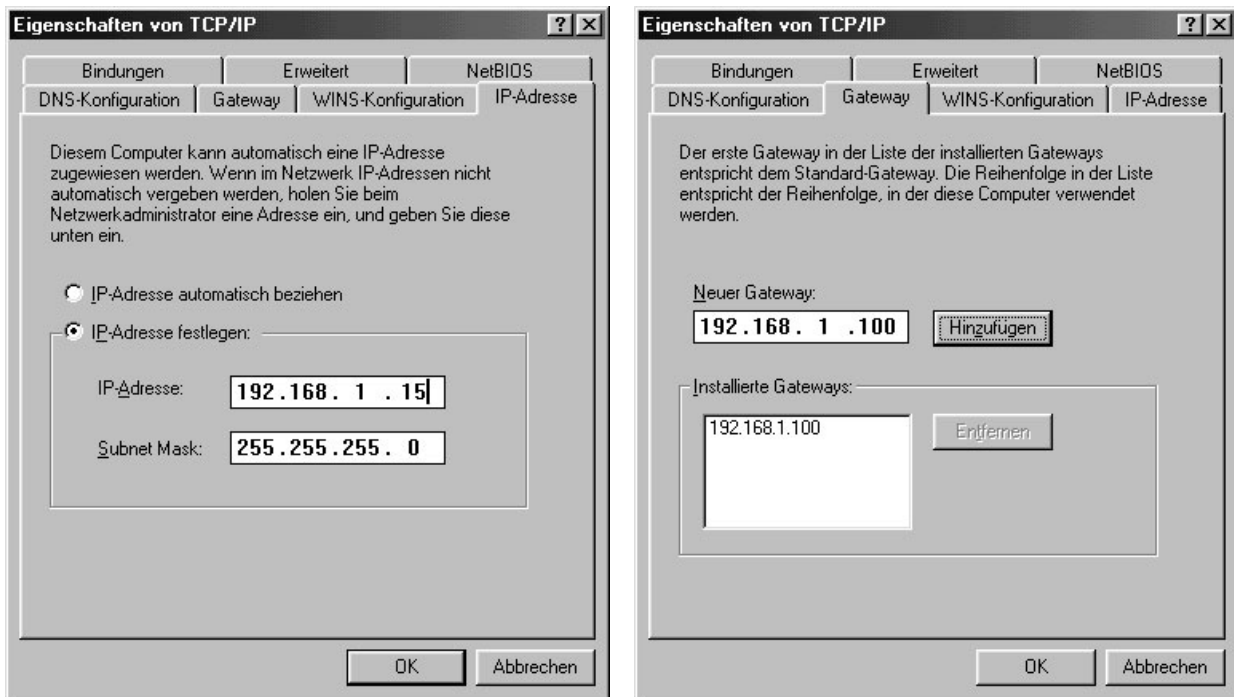 Eigenschaften von TCP/IP
Bindungen
Erweitert
NetBIOS
DNS-Konfiguration
Gateway
WINS-Konfiguration
IP-Adresse
Diesem Computer kann automatisch eine IP-Adresse
zugewiesen werden. Wenn im Netzwerk IP-Adressen nicht
automatisch vergeben werden, holen Sie beim
Netzwerkadministrator eine Adresse ein, und geben Sie diese
unten ein.
IP-Adresse automatisch beziehen
IP-Adresse festlegen:
IP-Adresse: 192.168. 1 . 15
Subnet Mask: 255.255.255. 0
OK
Abbrechen
Eigenschaften von TCP/IP
Bindungen
Erweitert
NetBIOS
DNS-Konfiguration
Gateway
WINS-Konfiguration
IP-Adresse
Der erste Gateway in der Liste der installierten Gateways
entspricht dem Standard-Gateway. Die Reihenfolge in der Liste
entspricht der Reihenfolge, in der diese Computer verwendet
werden.
Neuer Gateway:
192.168. 1 .100
Hinzufügen
Installierte Gateways:
192.168.1.100
Entfernen
OK
Abbrechen